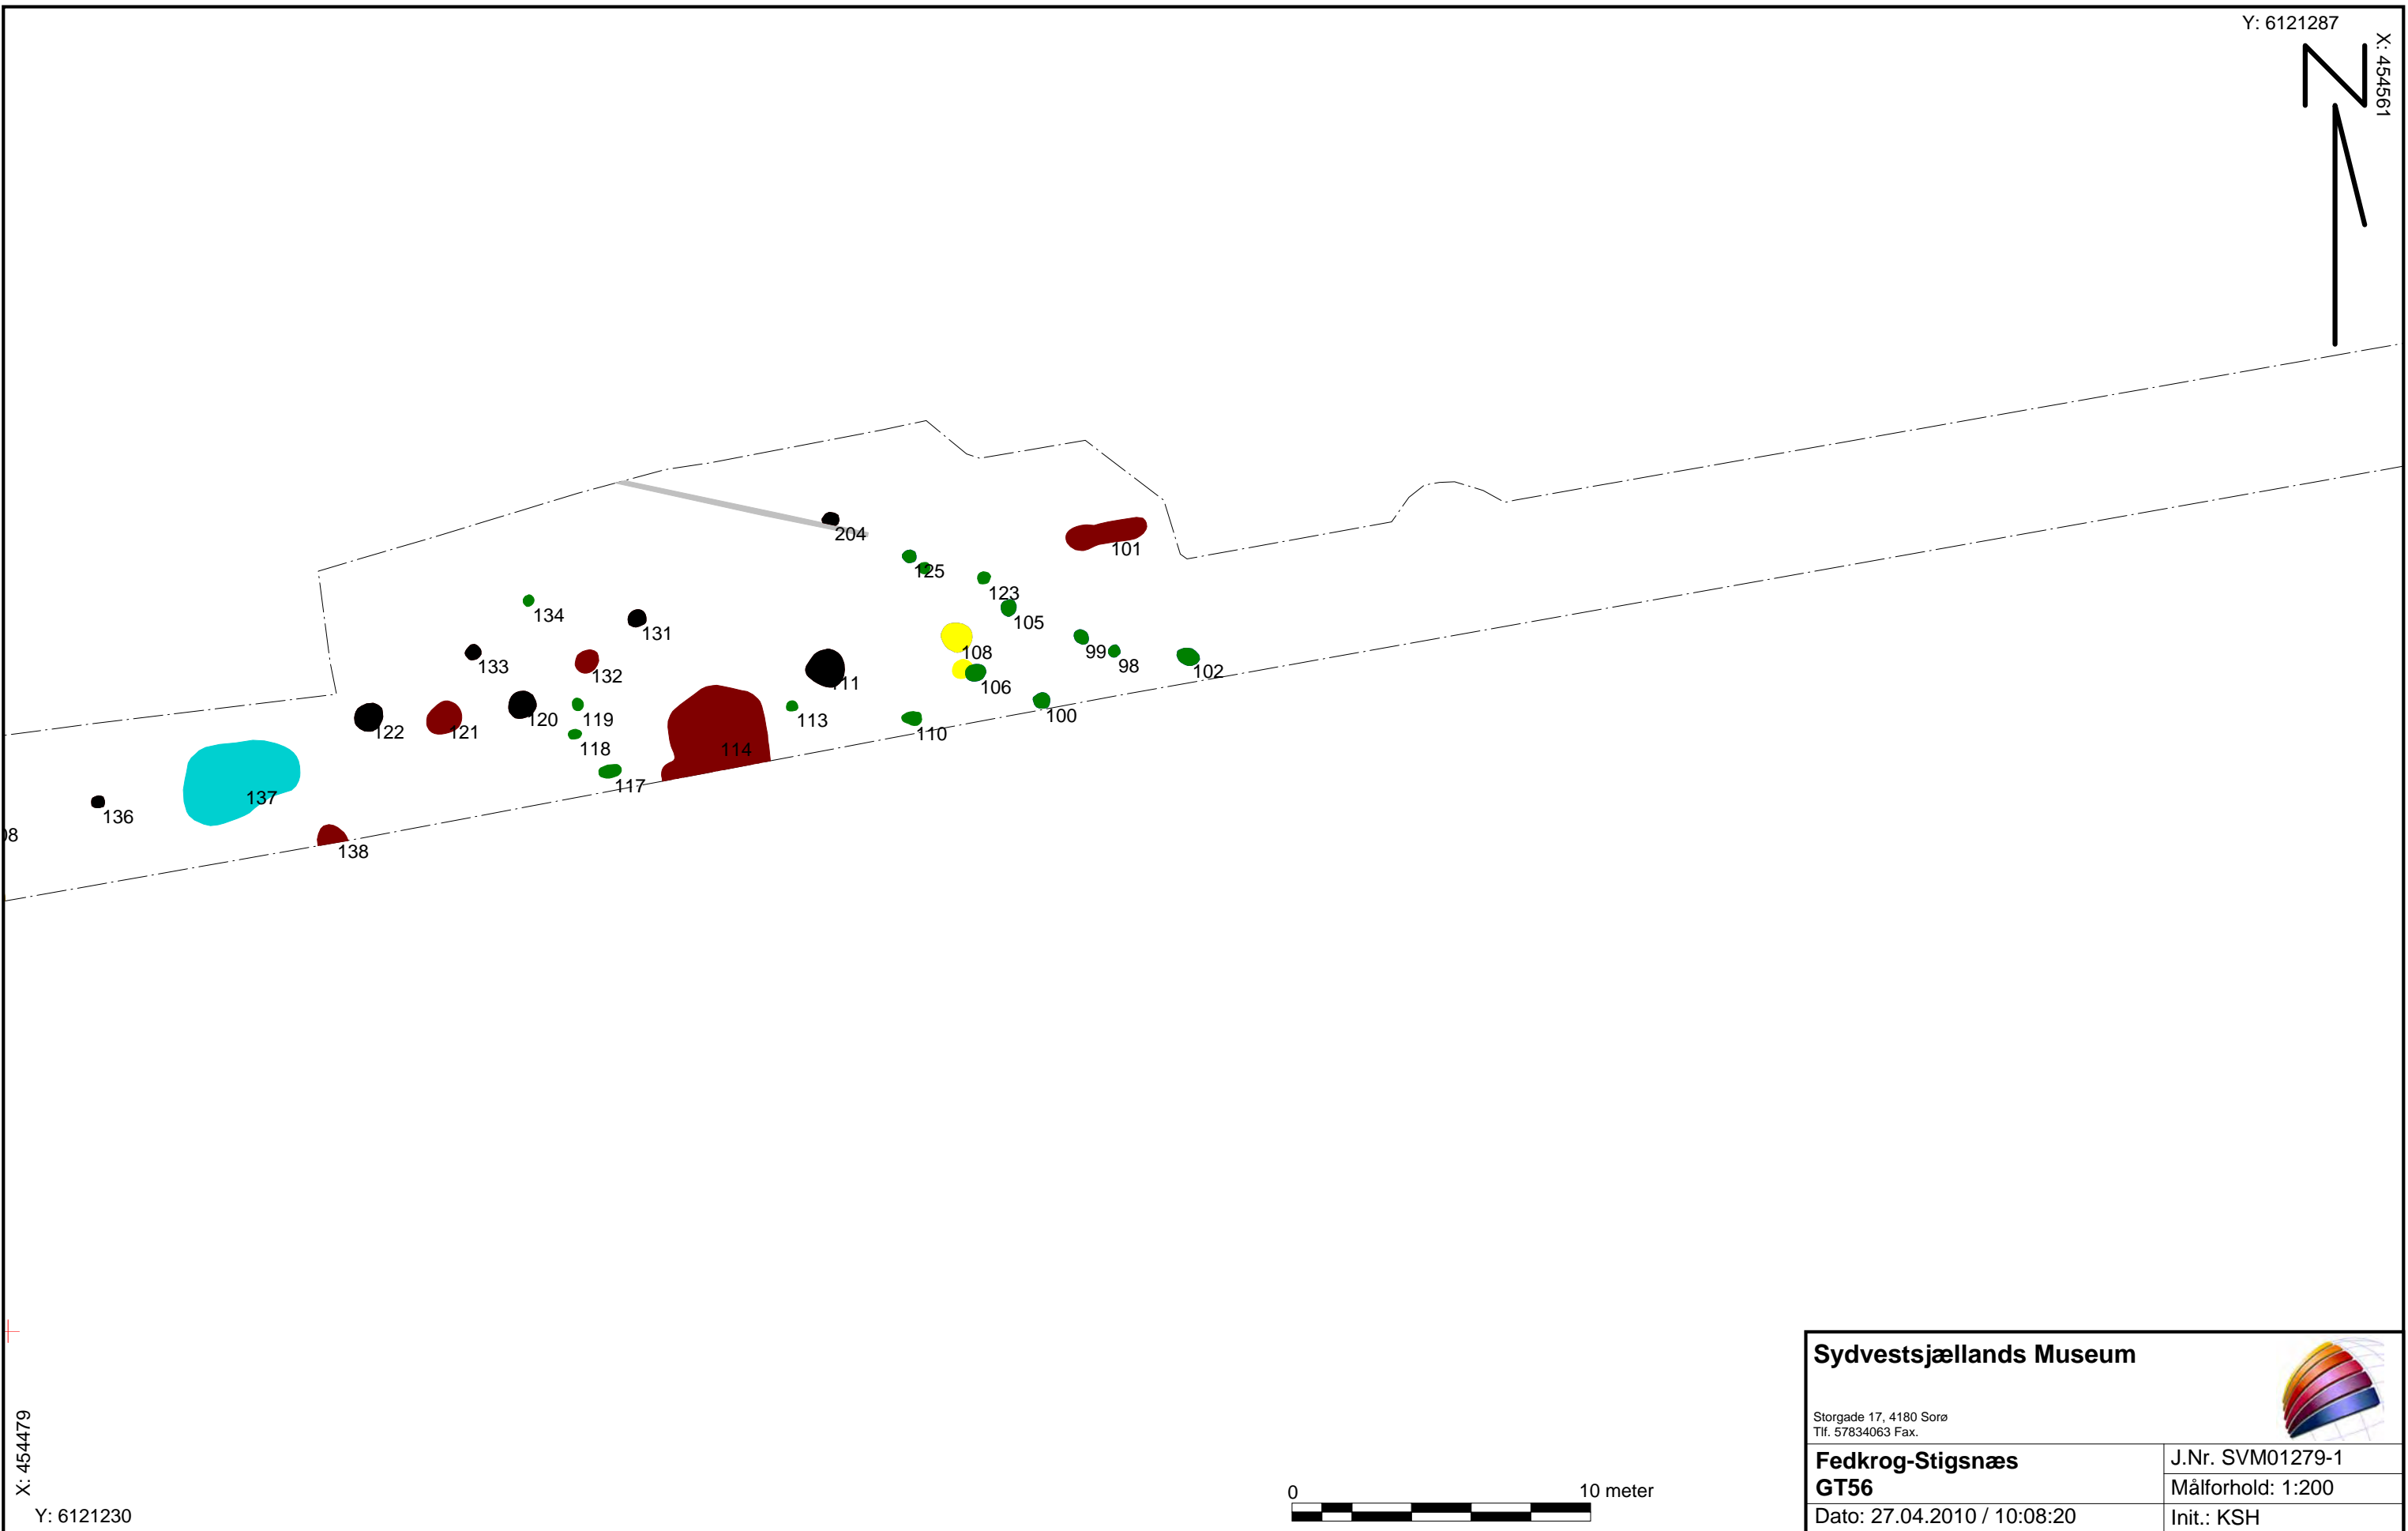 Y: 6121287
X: 454561
204
101
125
123
134
105
131
108
99
98
133
132
102
106
111
122
121
120
119
113
100
110
118
114
117
137
136
138
X: 454479
Y: 6121230
0 10 meter
Sydvestsjællands Museum
Storgade 17, 4180 Sorø
Tlf. 57834063 Fax.
Fedkrog-Stigsnæs
GT56
J.Nr. SVM01279-1
Målforhold: 1:200
Dato: 27.04.2010 / 10:08:20
Init.: KSH